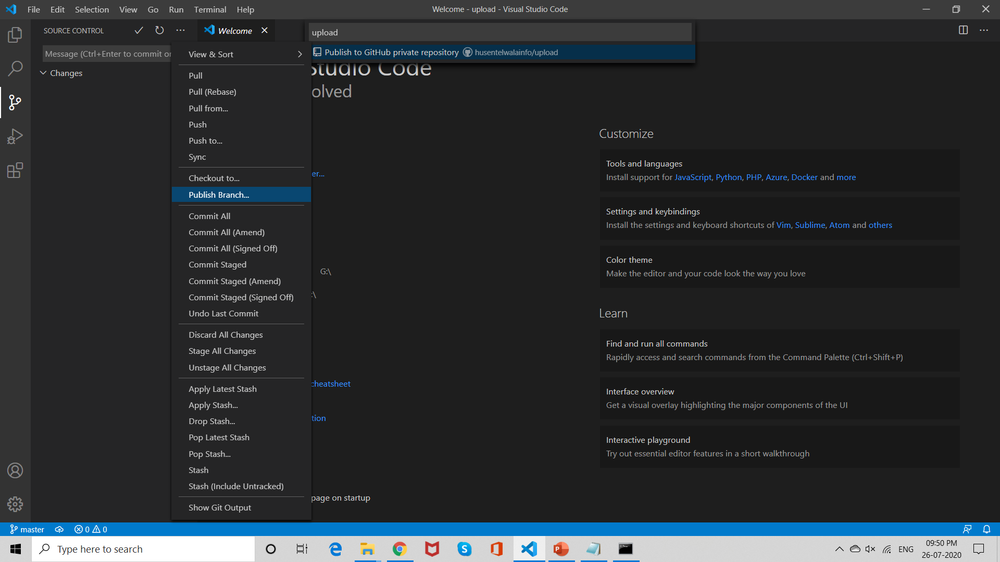 File Edit Selection View Go Run Terminal Help
Welcome - upload - Visual Studio Code
SOURCE CONTROL
Welcome
upload
Publish to GitHub private repository husentelwalainfo/upload
Message (Ctrl+Enter to commit or
Changes
View & Sort
Pull
Pull (Rebase)
Pull from...
Push
Push to...
Sync
Checkout to...
Publish Branch...
Commit All
Commit All (Amend)
Commit All (Signed Off)
Commit Staged
Commit Staged (Amend)
Commit Staged (Signed Off)
Undo Last Commit
Discard All Changes
Stage All Changes
Unstage All Changes
Apply Latest Stash
Apply Stash...
Drop Stash...
Pop Latest Stash
Pop Stash...
Stash
Stash (Include Untracked)
Show Git Output
Studio Code
olved
er...
G:\
:\
cheatsheet
tion
page on startup
Customize
Tools and languages
Install support for JavaScript, Python, PHP, Azure, Docker and more
Settings and keybindings
Install the settings and keyboard shortcuts of Vim, Sublime, Atom and others
Color theme
Make the editor and your code look the way you love
Learn
Find and run all commands
Rapidly access and search commands from the Command Palette (Ctrl+Shift+P)
Interface overview
Get a visual overlay highlighting the major components of the UI
Interactive playground
Try out essential editor features in a short walkthrough
master 0 0
Type here to search
ENG
09:50 PM
26-07-2020